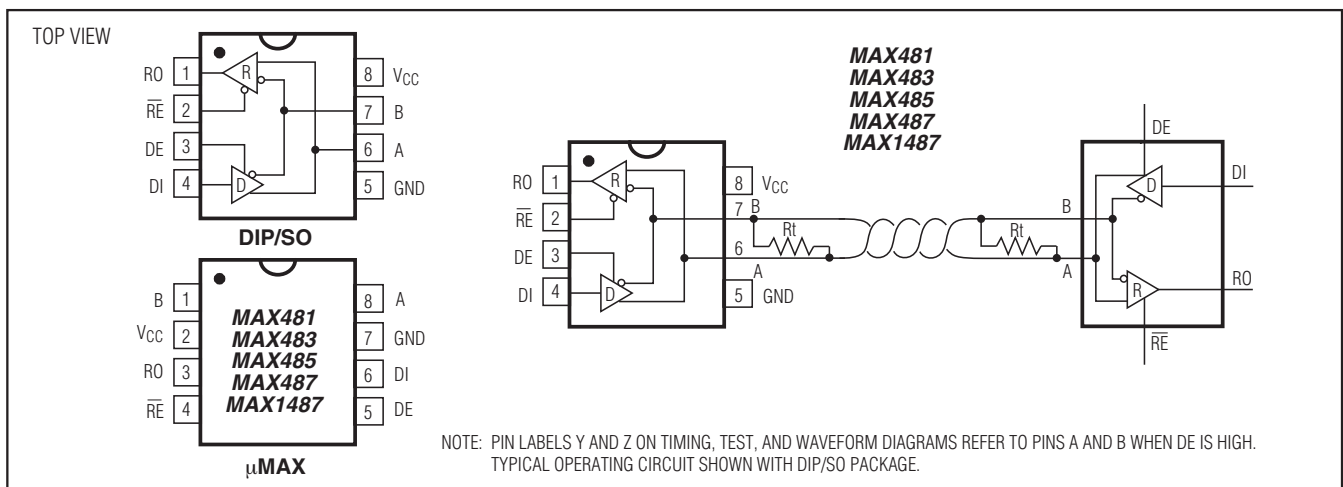 TOP VIEW
RO 1
RE 2
DE 3
DI 4
R
D
8 VCC
7 B
6 A
5 GND
DIP/SO
B 1
VCC 2
RO 3
RE 4
MAX481
MAX483
MAX485
MAX487
MAX1487
8 A
7 GND
6 DI
5 DE
µMAX
MAX481
MAX483
MAX485
MAX487
MAX1487
RO 1
RE 2
DE 3
DI 4
R
D
8 VCC
7 B
6
A
5 GND
Rt
Rt
B
A
DE
D
DI
R
RO
RE
NOTE: PIN LABELS Y AND Z ON TIMING, TEST, AND WAVEFORM DIAGRAMS REFER TO PINS A AND B WHEN DE IS HIGH.
TYPICAL OPERATING CIRCUIT SHOWN WITH DIP/SO PACKAGE.